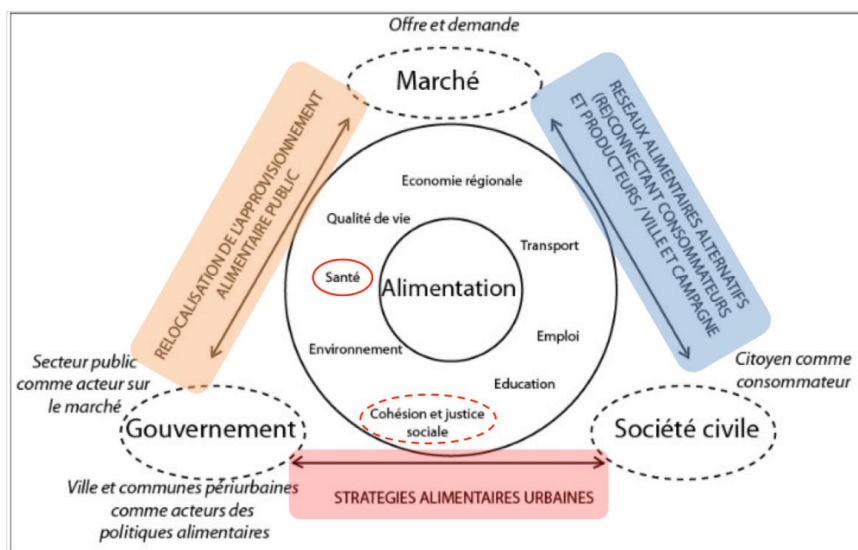 Offre et demande
Marché
RELOCALISATION DE L'APPROVISIONNEMENT
ALIMENTAIRE PUBLIC
RESEAUX ALIMENTAIRES ALTERNATIFS
(RE)CONNECTANT CONSOMMATEURS
ET PRODUCTEURS / VILLE ET CAMPAGNE
Economie régionale
Qualité de vie
Transport
Santé
Alimentation
Environnement
Emploi
Education
Cohésion et justice
sociale
Secteur public
comme acteur sur
le marché
Gouvernement
Ville et communes périurbaines
comme acteurs des
politiques alimentaires
Citoyen comme
consommateur
Société civile
STRATEGIES ALIMENTAIRES URBAINES